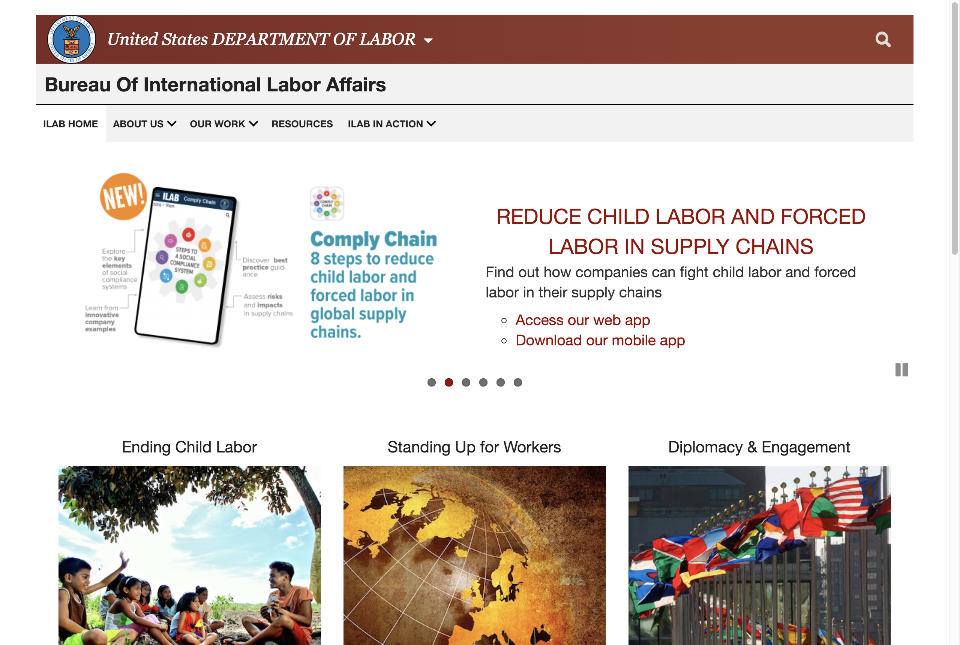 United States DEPARTMENT OF LABOR
Bureau Of International Labor Affairs
ILAB HOME
ABOUT US
OUR WORK
RESOURCES
ILAB IN ACTION
NEW!
ILAB Comply Chain
STEPS TO
A SOCIAL
COMPLIANCE
SYSTEM
Explore
the key
elements
of social
compliance
systems
Learn from
innovative
company
examples
Discover best
practice guid-
ance
Assess risks
and impacts
in supply chains
COMPLY
CHAIN
Comply Chain
8 steps to reduce
child labor and
forced labor in
global supply
chains.
REDUCE CHILD LABOR AND FORCED
LABOR IN SUPPLY CHAINS
Find out how companies can fight child labor and forced
labor in their supply chains
Access our web app
Download our mobile app
Ending Child Labor
Standing Up for Workers
Diplomacy & Engagement